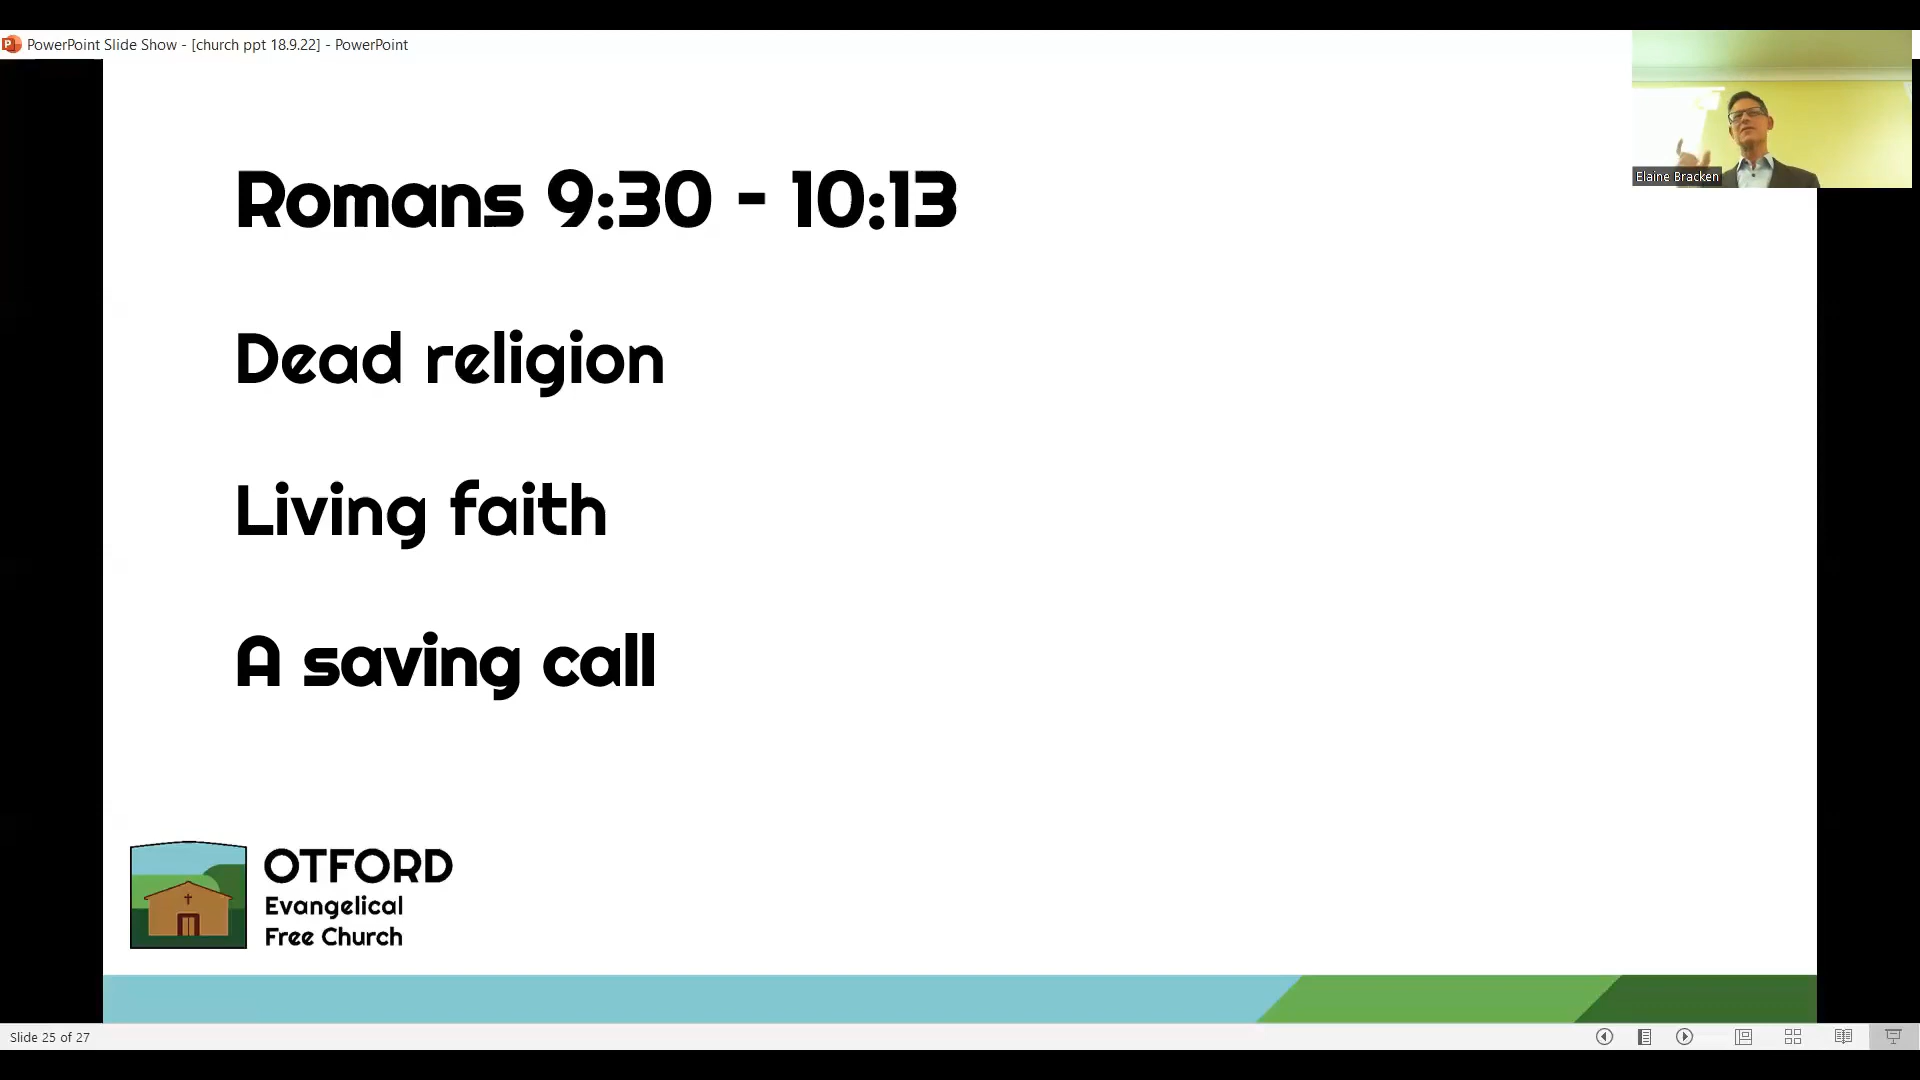 PowerPoint Slide Show - [church ppt 18.9.22] - PowerPoint
Elaine Bracken
Romans 9:30 - 10:13
Dead religion
Living faith
A saving call
OTFORD
Evangelical
Free Church
Slide 25 of 27